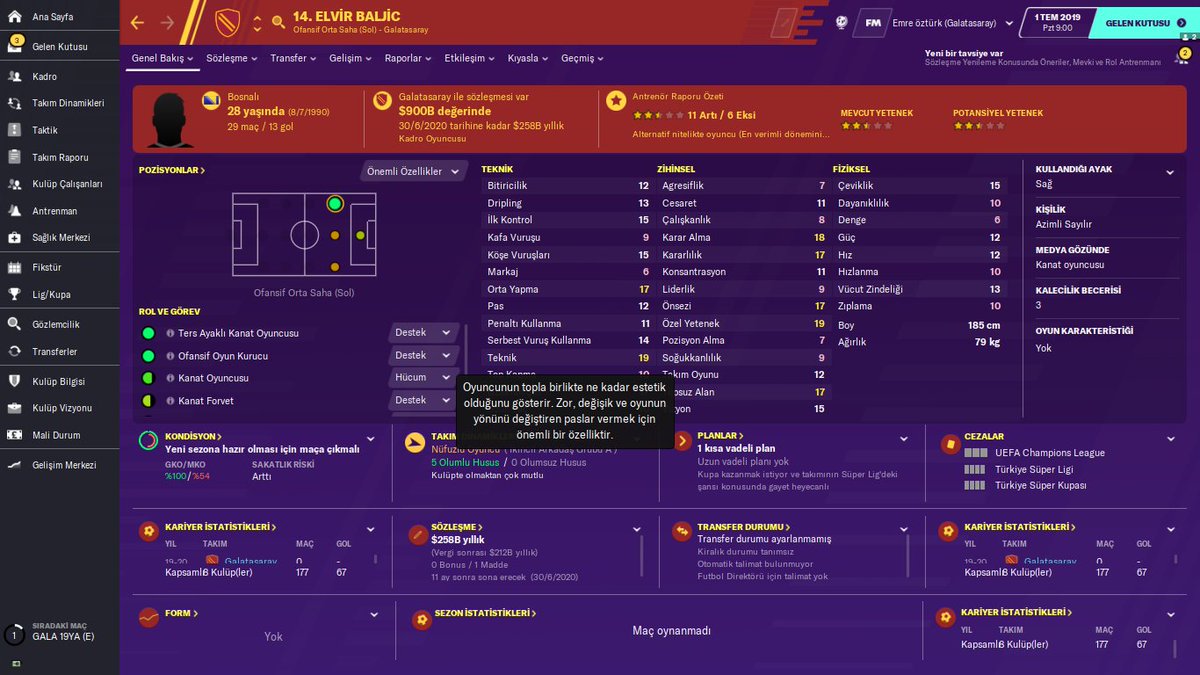 Ana Sayfa
3
Gelen Kutusu
Kadro
Takım Dinamikleri
Taktik
Takım Raporu
Kulüp Çalışanları
Antrenman
Sağlık Merkezi
Fikstür
Lig/Kupa
Gözlemcilik
Transferler
Kulüp Bilgisi
Kulüp Vizyonu
Mali Durum
Gelişim Merkezi
1
SIRADAKİ MAÇ
GALA 19YA (E)
14. ELVİR BALJİC
Ofansif Orta Saha (Sol) - Galatasaray
FM
Emre öztürk (Galatasaray)
1 TEM 2019
Pzt 9:00
GELEN KUTUSU
2
Genel Bakış
Sözleşme
Transfer
Gelişim
Raporlar
Etkileşim
Kıyasla
Geçmiş
Yeni bir tavsiye var
Sözleşme Yenileme Konusunda Öneriler, Mevki ve Rol Antrenmanı
2
Bosnalı
28 yaşında (8/7/1990)
29 maç / 13 gol
Galatasaray ile sözleşmesi var
$900B değerinde
30/6/2020 tarihine kadar $258B yıllık
Kadro Oyuncusu
Antrenör Raporu Özeti
11 Artı / 6 Eksi
Alternatif nitelikte oyuncu (En verimli dönemini...
MEVCUT YETENEK
POTANSİYEL YETENEK
POZİSYONLAR
Önemli Özellikler
Ofansif Orta Saha (Sol)
ROL VE GÖREV
Ters Ayaklı Kanat Oyuncusu
Destek
Ofansif Oyun Kurucu
Destek
Kanat Oyuncusu
Hücum
Kanat Forvet
Destek
TEKNİK
Bitiricilik 12
Dripling 13
İlk Kontrol 15
Kafa Vuruşu 9
Köşe Vuruşları 15
Markaj 6
Orta Yapma 17
Pas 12
Penaltı Kullanma 11
Serbest Vuruş Kullanma 14
Teknik 19
ZİHİNSEL
Agresiflik 7
Cesaret 11
Çalışkanlık 8
Karar Alma 18
Kararlılık 17
Konsantrasyon 11
Liderlik 9
Önsezi 17
Özel Yetenek 19
Pozisyon Alma 7
Soğukkanlılık 9
Takım Oyunu 12
Alan 17
15
FİZİKSEL
Çeviklik 15
Dayanıklılık 10
Denge 6
Güç 12
Hız 12
Hızlanma 10
Vücut Zindeliği 13
Zıplama 10
Boy 185 cm
Ağırlık 79 kg
KULLANDIĞI AYAK
Sağ
KİŞİLİK
Azimli Sayılır
MEDYA GÖZÜNDE
Kanat oyuncusu
KALECİLİK BECERİSİ
3
OYUN KARAKTERİSTİĞİ
Yok
Oyuncunun topla birlikte ne kadar estetik
olduğunu gösterir. Zor, değişik ve oyunun
yönünü değiştiren paslar vermek için
önemli bir özelliktir.
KONDİSYON
Yeni sezona hazır olması için maça çıkmalı
GKO/MKO
SAKATLIK RİSKİ
%100/%54
Arttı
Nüfuzlu Oyuncu
5 Olumlu Husus / 0 Olumsuz Husus
Kulüpte olmaktan çok mutlu
PLANLAR
1 kısa vadeli plan
Uzun vadeli planı yok
Kupa kazanmak istiyor ve takımının Süper Lig'deki
şansı konusunda gayet heyecanlı
CEZALAR
UEFA Champions League
Türkiye Süper Ligi
Türkiye Süper Kupası
KARİYER İSTATİSTİKLERİ
YIL TAKIM MAÇ GOL
19-20 Galatasaray 0 -
Kapsamlı 8 Kulüp(ler) 177 67
SÖZLEŞME
$258B yıllık
(Vergi sonrası $212B yıllık)
0 Bonus / 1 Madde
11 ay sonra sona erecek (30/6/2020)
TRANSFER DURUMU
Transfer durumu ayarlanmamış
Kiralık durumu tanımsız
Otomatik talimat bulunmuyor
Futbol Direktörü için talimat yok
KARİYER İSTATİSTİKLERİ
YIL TAKIM MAÇ GOL
19-20 Galatasaray 0 -
Kapsamlı 8 Kulüp(ler) 177 67
FORM
Yok
SEZON İSTATİSTİKLERİ
Maç oynanmadı
KARİYER İSTATİSTİKLERİ
YIL TAKIM MAÇ GOL
Kapsamlı 8 Kulüp(ler) 177 67